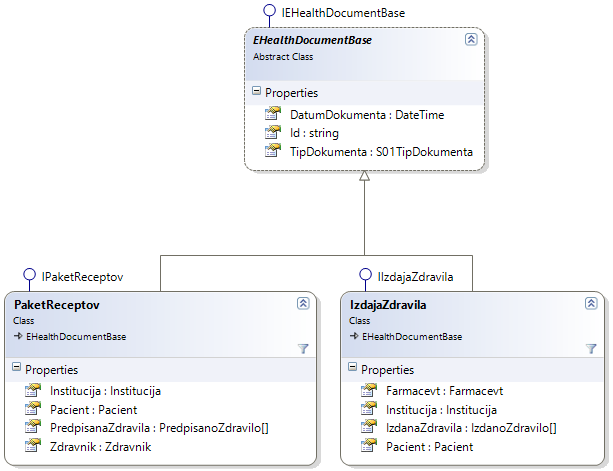 IEHealthDocumentBase
EHealthDocumentBase
Abstract Class
Properties
DatumDokumenta : DateTime
Id : string
TipDokumenta : S01TipDokumenta
IPaketReceptov
PaketReceptov
Class
EHealthDocumentBase
Properties
Institucija : Institucija
Pacient : Pacient
PredpisanaZdravila : PredpisanoZdravilo[]
Zdravnik : Zdravnik
IIzdajaZdravila
IzdajaZdravila
Class
EHealthDocumentBase
Properties
Farmacevt : Farmacevt
Institucija : Institucija
IzdanaZdravila : IzdanoZdravilo[]
Pacient : Pacient